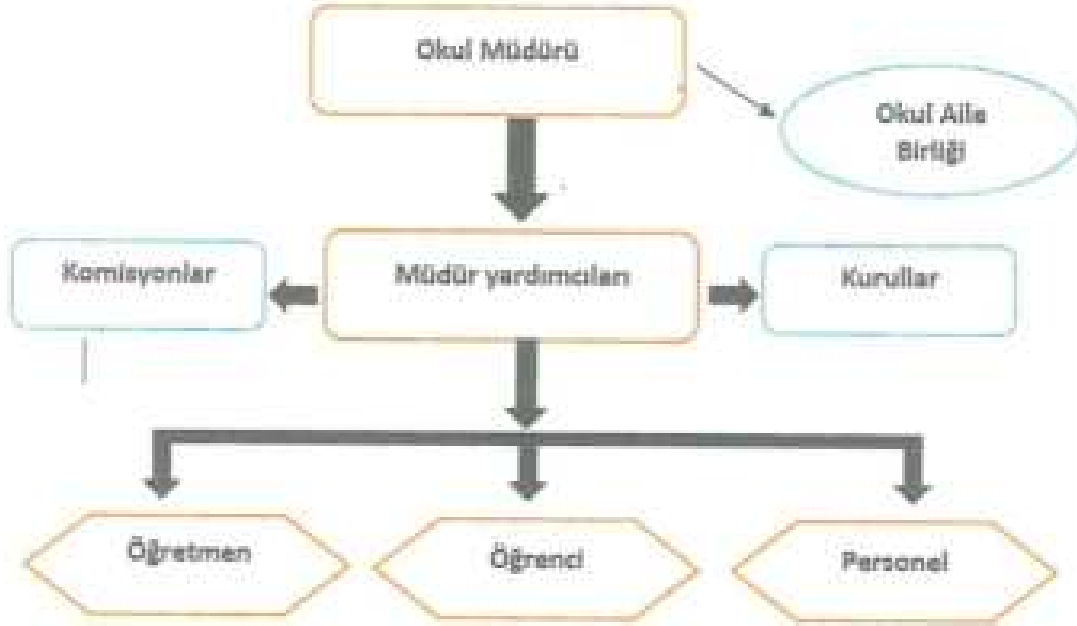 Okul Müdürü
Okul Aile
Birliği
Komisyonlar
Müdür yardımcıları
Kurullar
Öğretmen
Öğrenci
Personel